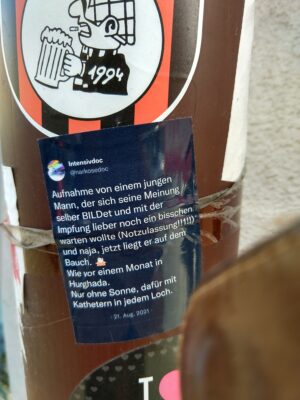 1994
Intensivdoc
@narkosedoc
Aufnahme von einem jungen
Mann, der sich seine Meinung
selber BILDet und mit der
Impfung lieber noch ein bisschen
warten wollte (Notzulassung!!1!!)
und naja, jetzt liegt er auf dem
Bauch.
Wie vor einem Monat in
Hurghada.
Nur ohne Sonne, dafür mit
Kathetern in jedem Loch.
21. Aug. 2021
I